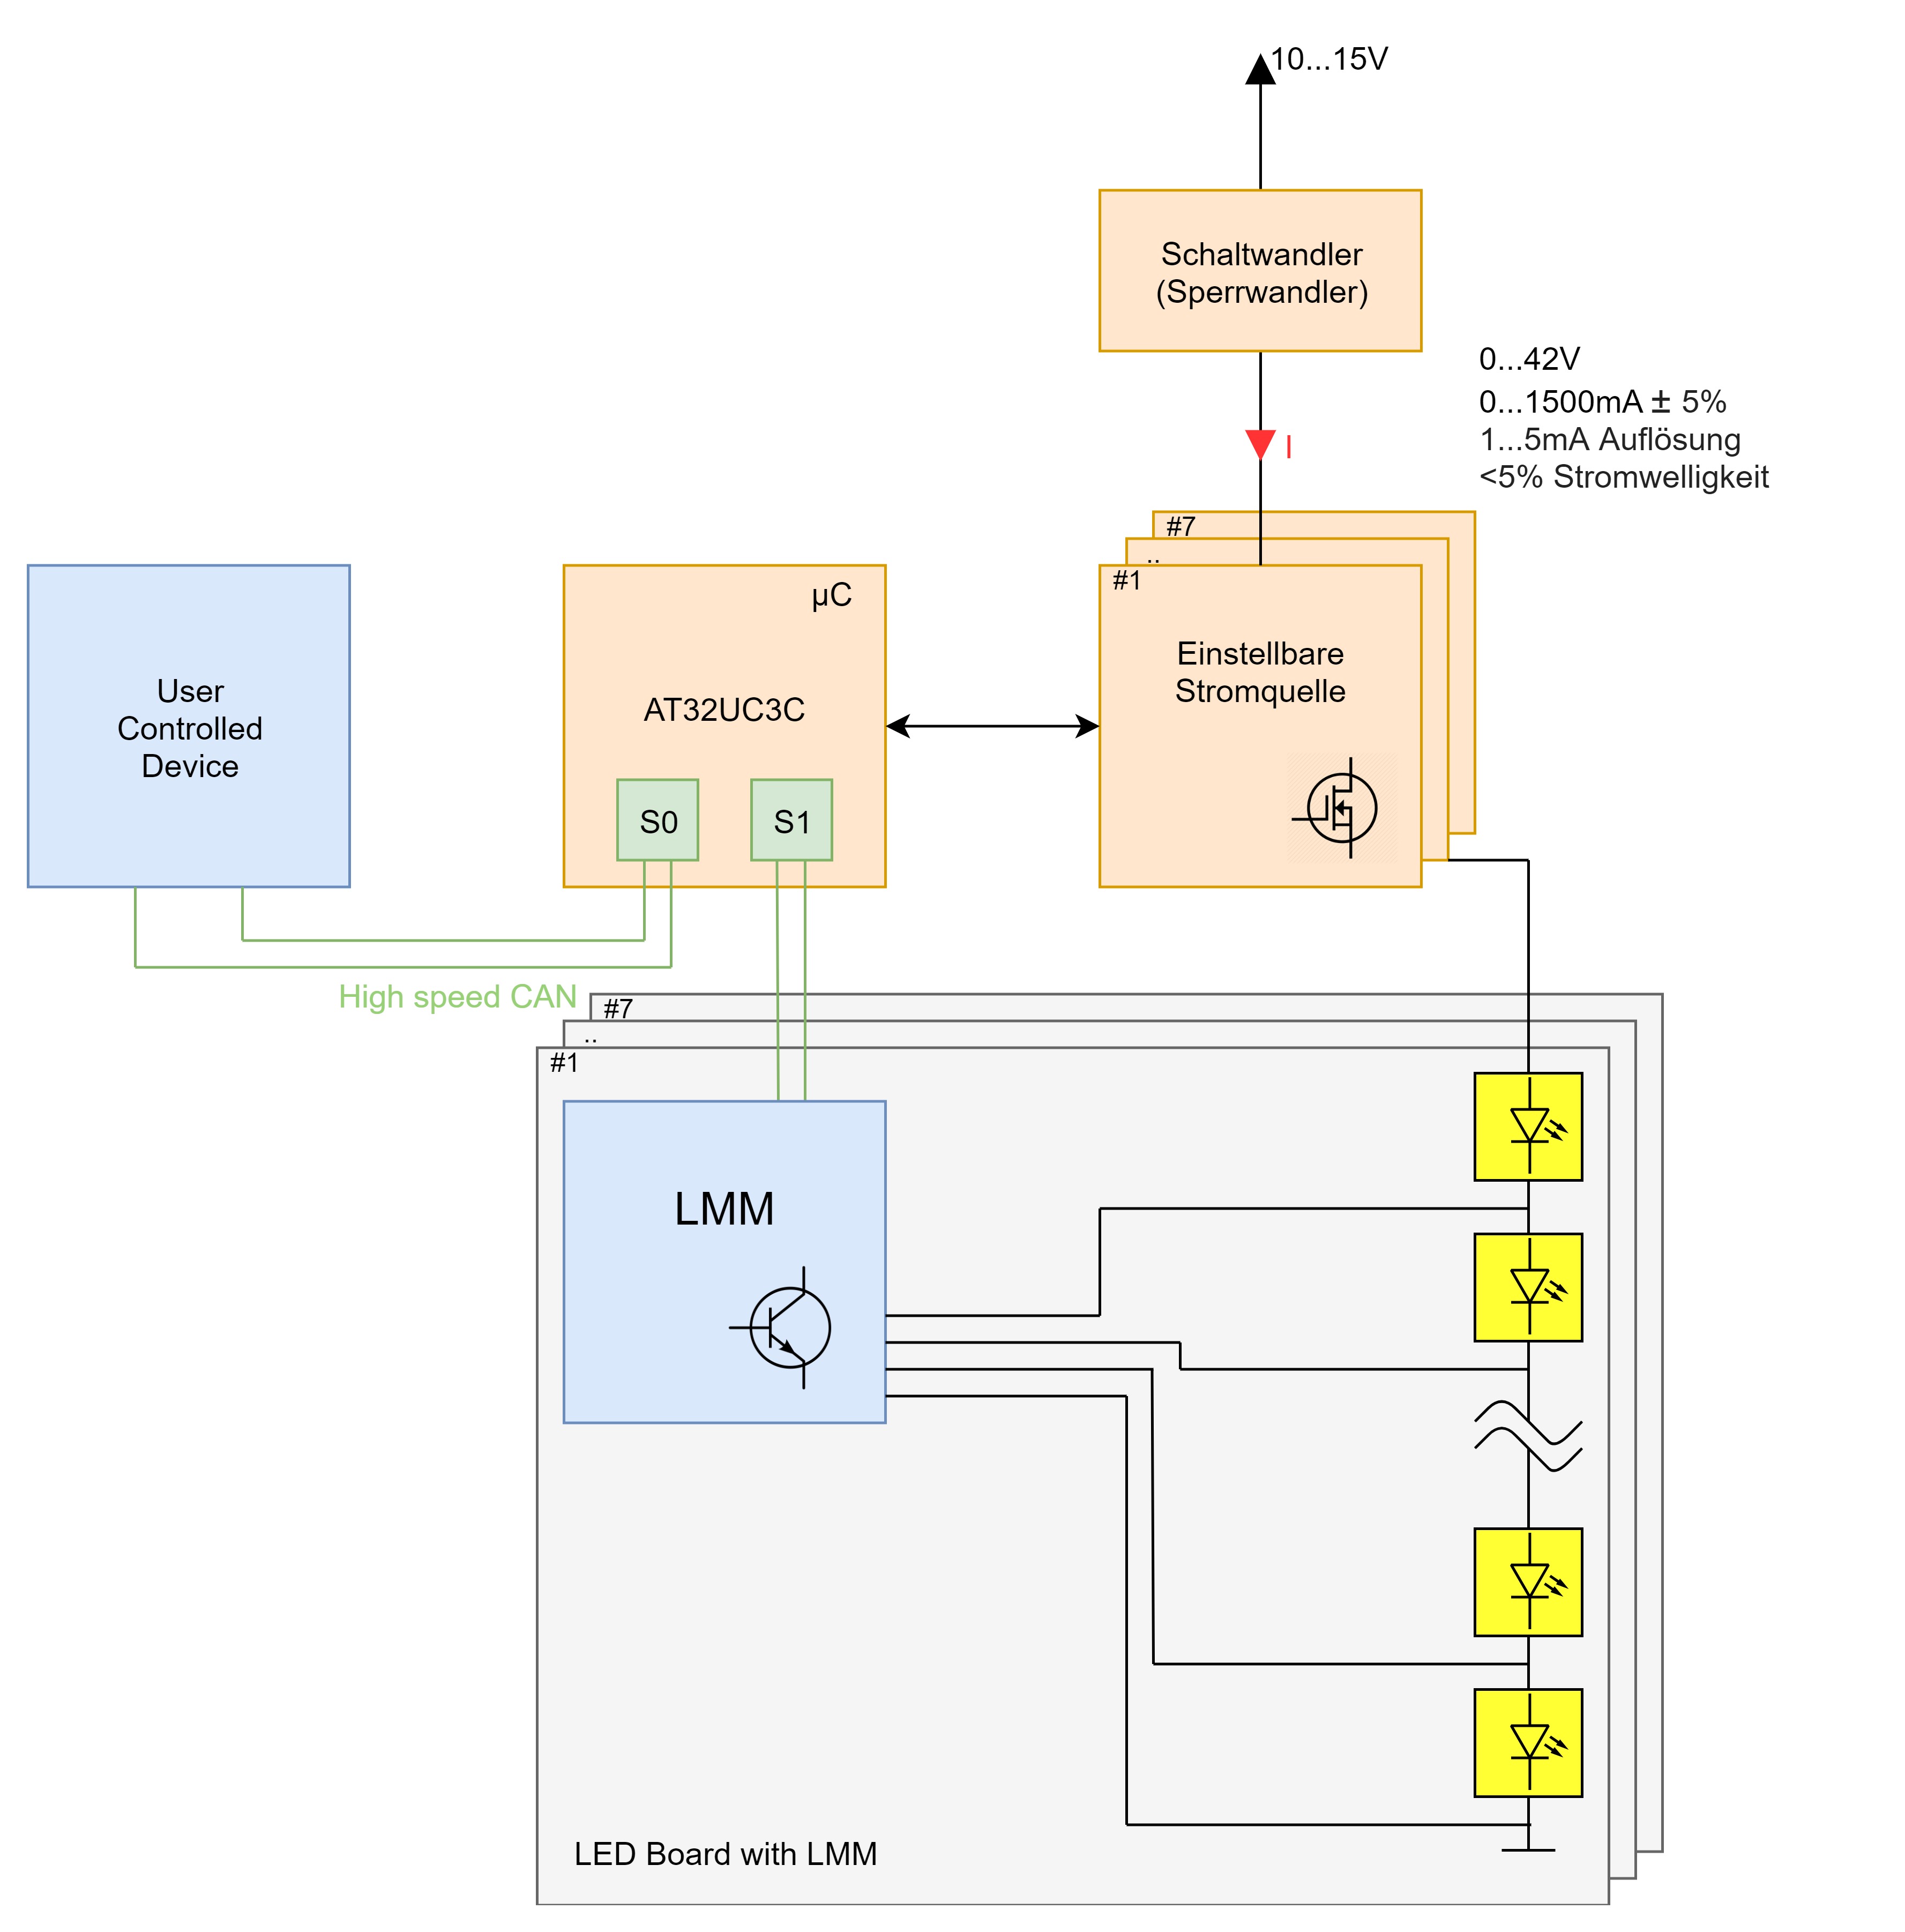 10...15V
Schaltwandler
(Sperrwandler)
0...42V
0...1500mA ± 5%
1...5mA Auflösung
<5% Stromwelligkeit
I
#7
..
#1
Einstellbare
Stromquelle
µC
AT32UC3C
S0
S1
User
Controlled
Device
High speed CAN
#7
..
#1
LMM
LED Board with LMM